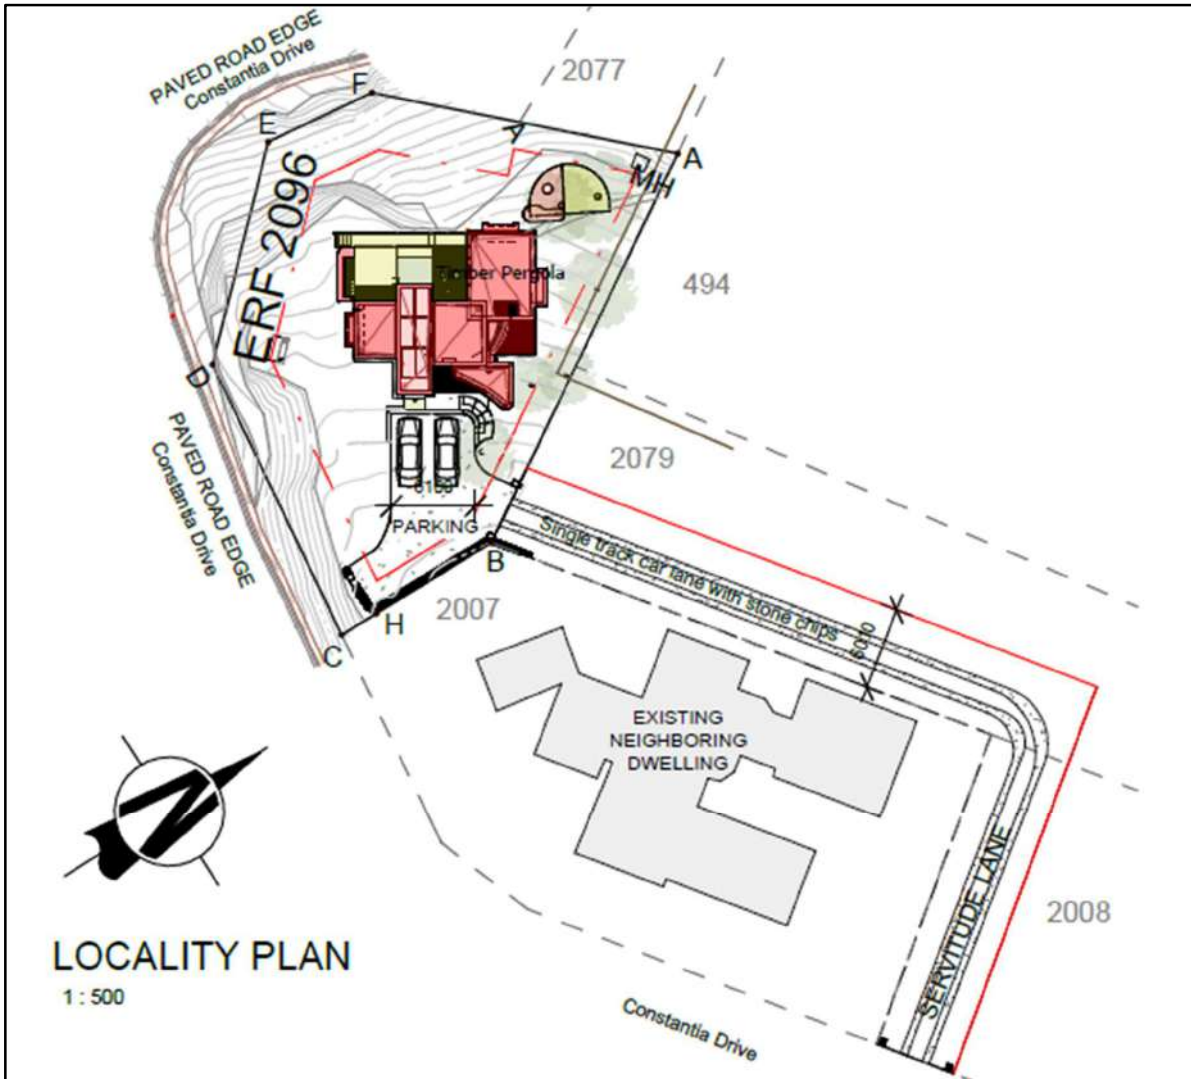 PAVED ROAD EDGE
Constantia Drive
2077
F
E
A
A
MH
ERF 2096
Timber Pergola
494
D
2079
PAVED ROAD EDGE
Constantia Drive
PARKING
Single track car lane with stone chips
B
2007
H
C
6010
EXISTING
NEIGHBORING
DWELLING
SERVITUDE LANE
2008
LOCALITY PLAN
1 : 500
Constantia Drive